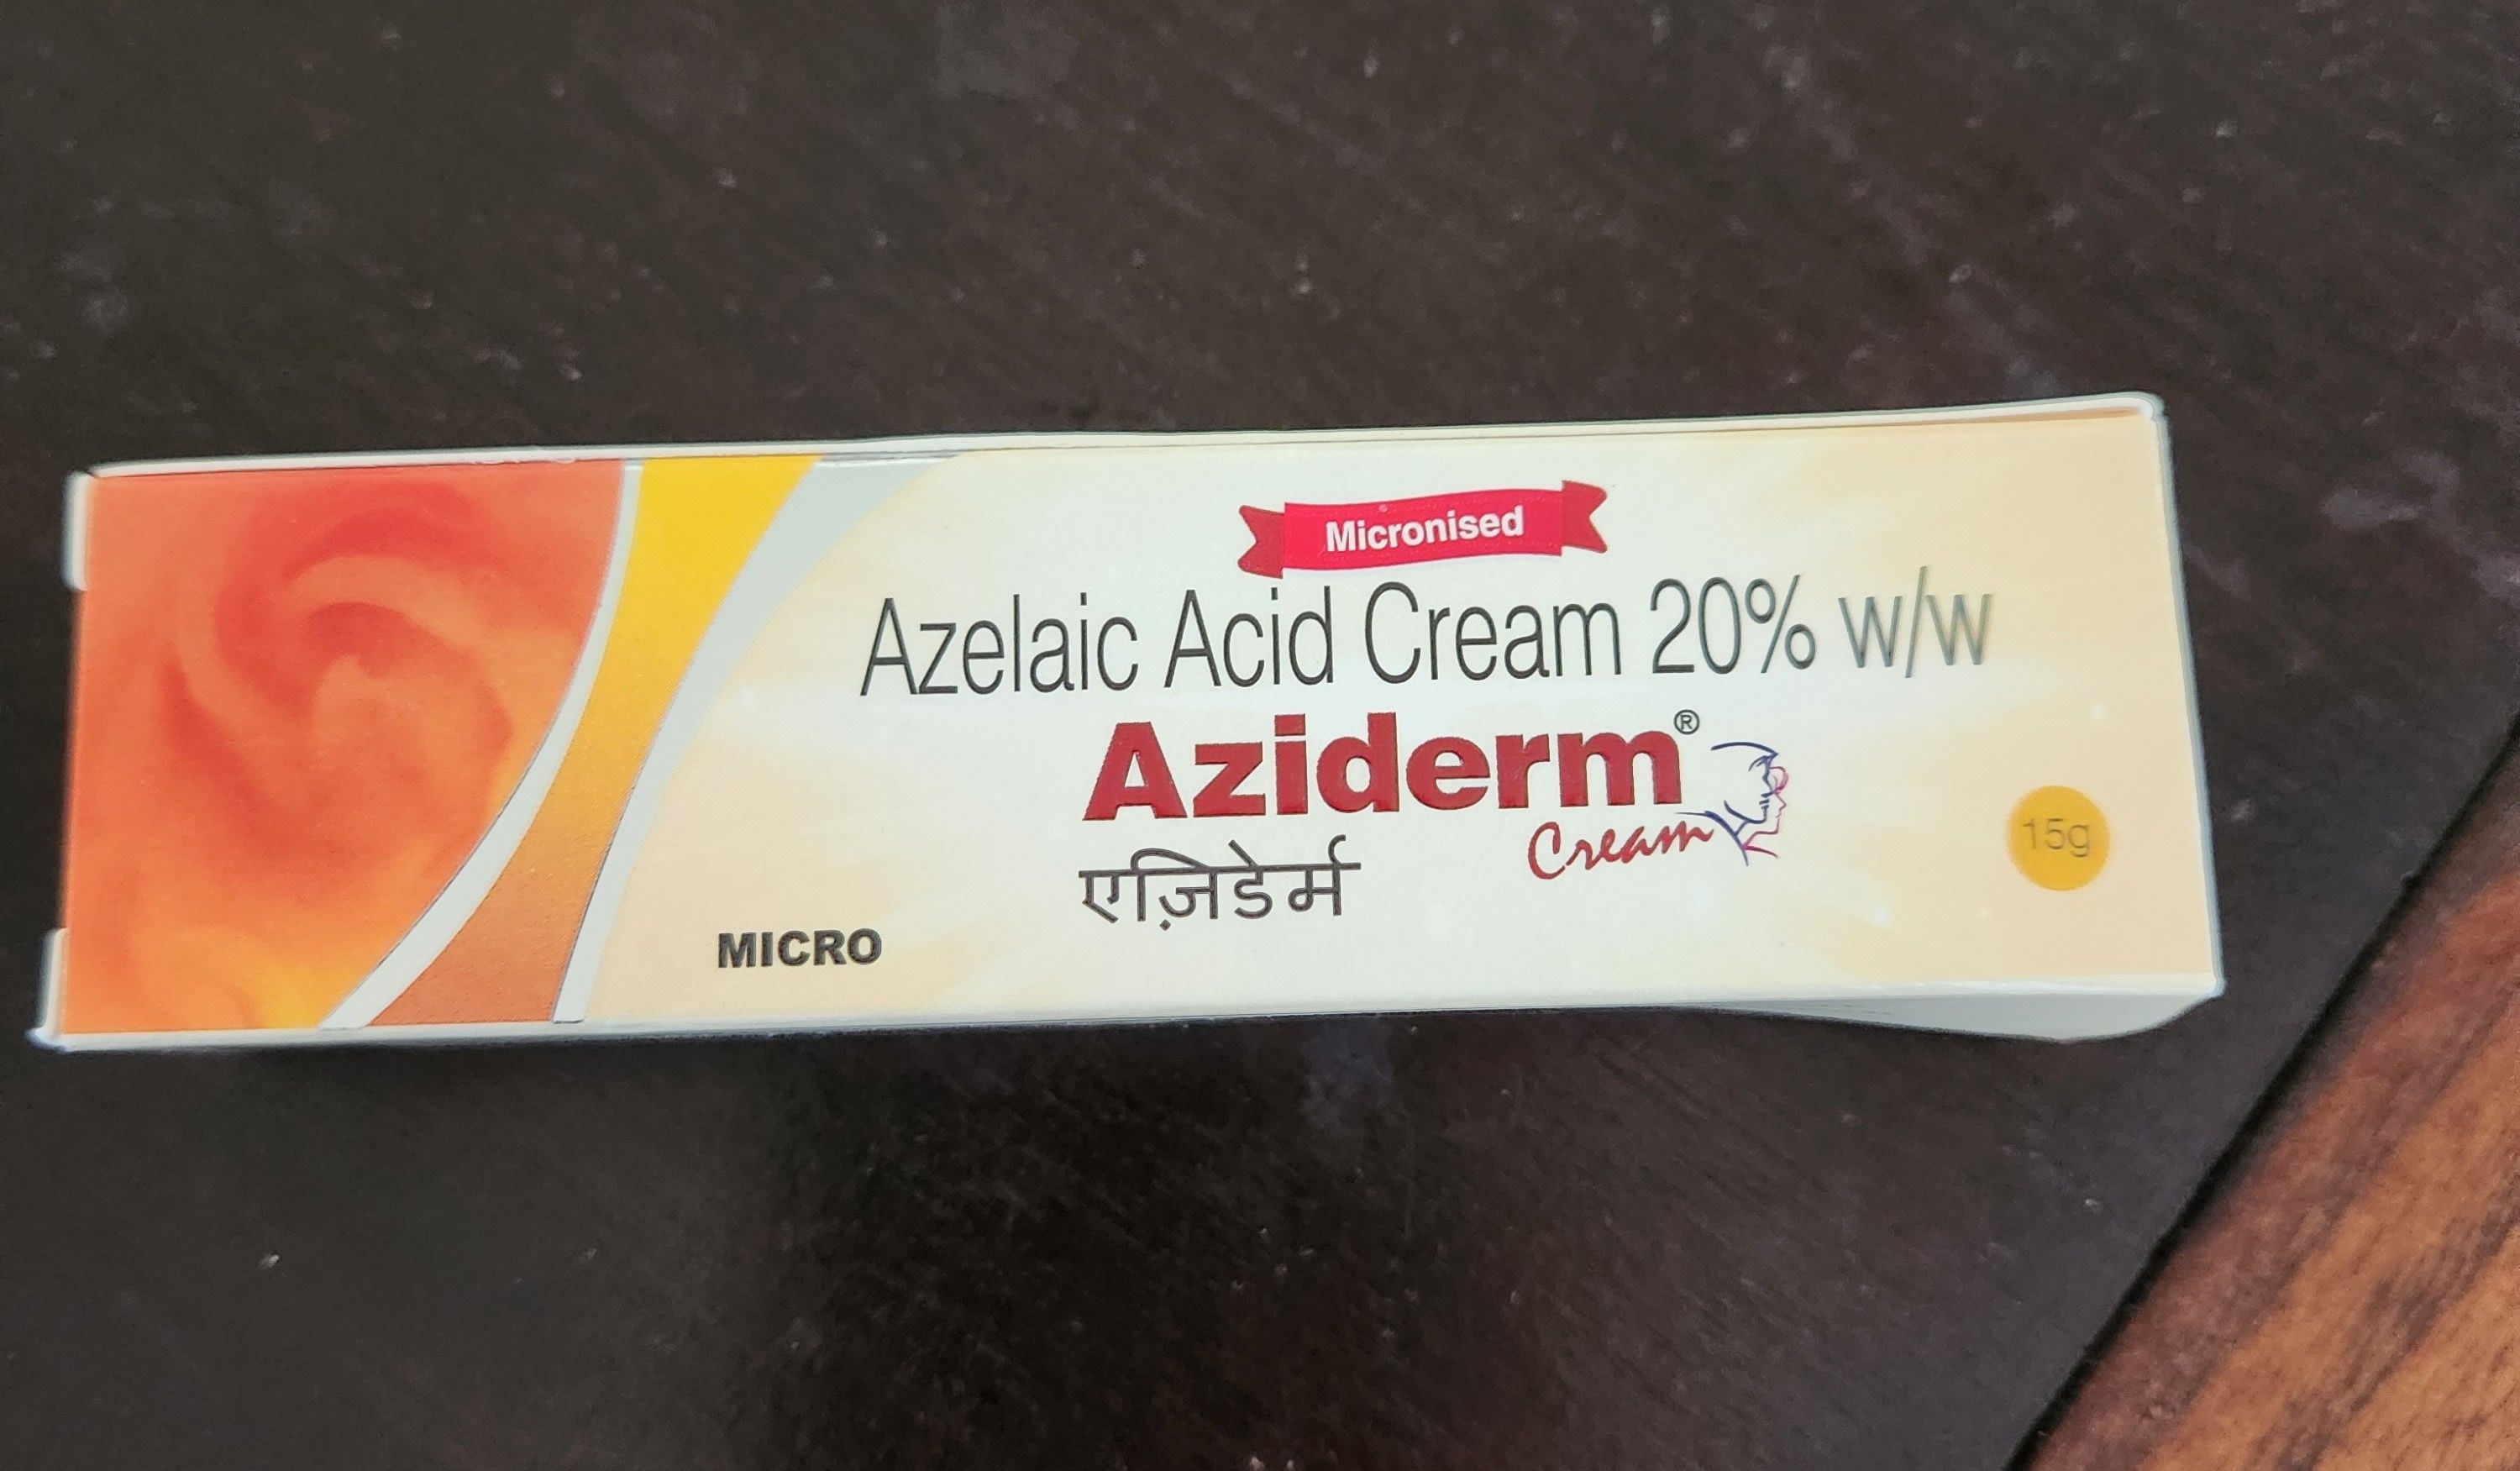 Micronised
Azelaic Acid Cream 20% w/w
Aziderm®
Cream
एज़िडेर्म
15g
MICRO